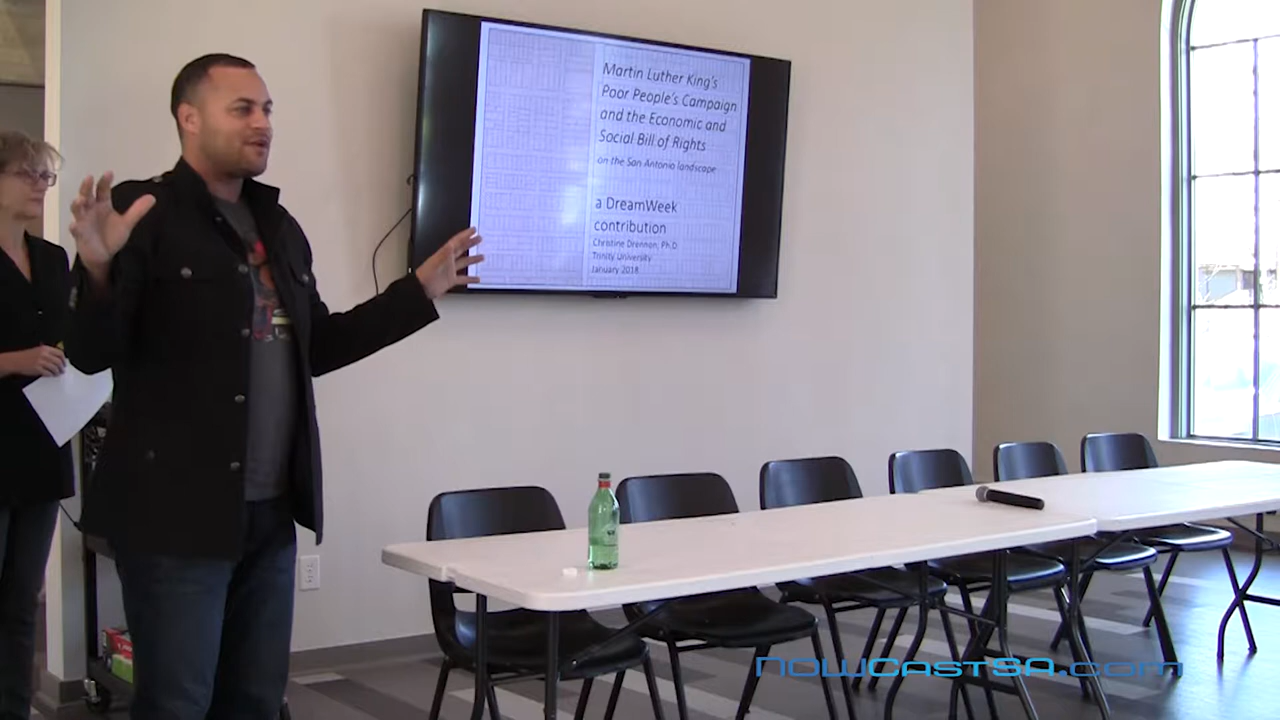 Martin Luther King's
Poor People's Campaign
and the Economic and
Social Bill of Rights
on the San Antonio landscape
a DreamWeek
contribution
Christine Drennon, Ph.D.
Trinity University
January 2018
nowcastSA.com